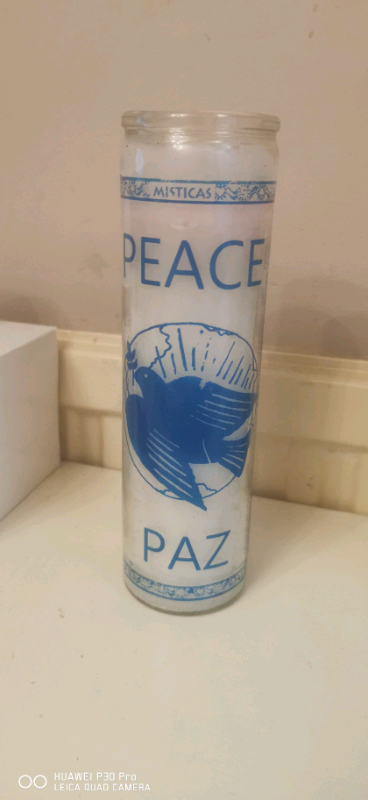 MISTICAS
PEACE
PAZ
HUAWEI P30 Pro
LEICA QUAD CAMERA